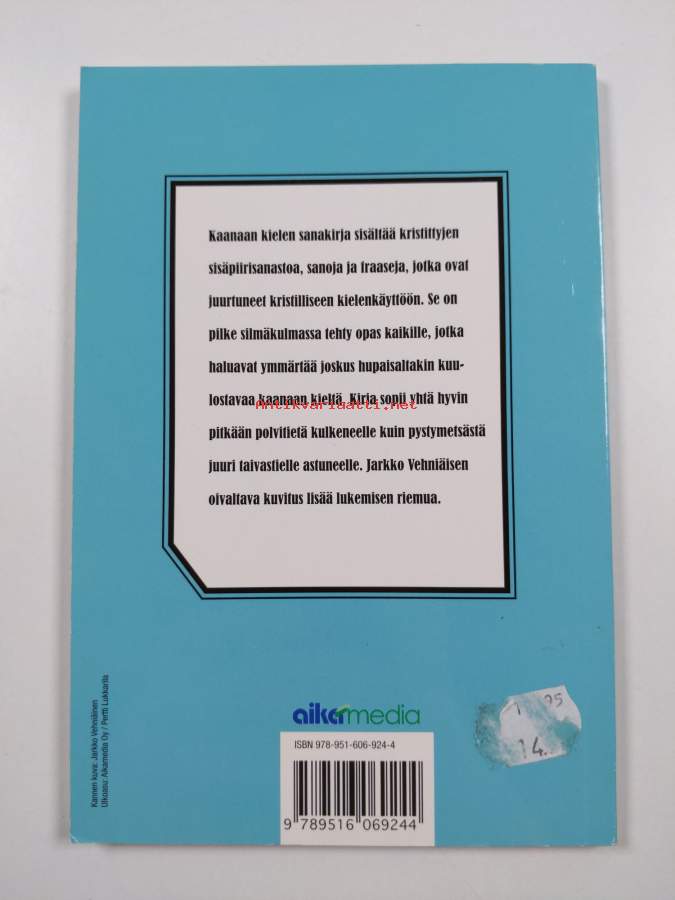 Kaanaan kielen sanakirja sisältää kristittyjen
sisäpiirisanastoa, sanoja ja fraaseja, jotka ovat
juurtuneet kristilliseen kielenkäyttöön. Se on
pilke silmäkulmassa tehty opas kaikille, jotka
haluavat ymmärtää joskus hupaisaltakin kuu-
lostavaa kaanaan kieltä. Kirja sopii yhtä hyvin
Antikvariaatti.net
pitkään polvitietä kulkeneelle kuin pystymetsästä
juuri taivastielle astuneelle. Jarkko Vehniäisen
oivaltava kuvitus lisää lukemisen riemua.
Kannen kuva: Jarkko Vehniäinen
Ulkoasu: Aikamedia Oy / Pertti Lukkarila
aikamedia
ISBN 978-951-606-924-4
9 789516 069244
95
14.